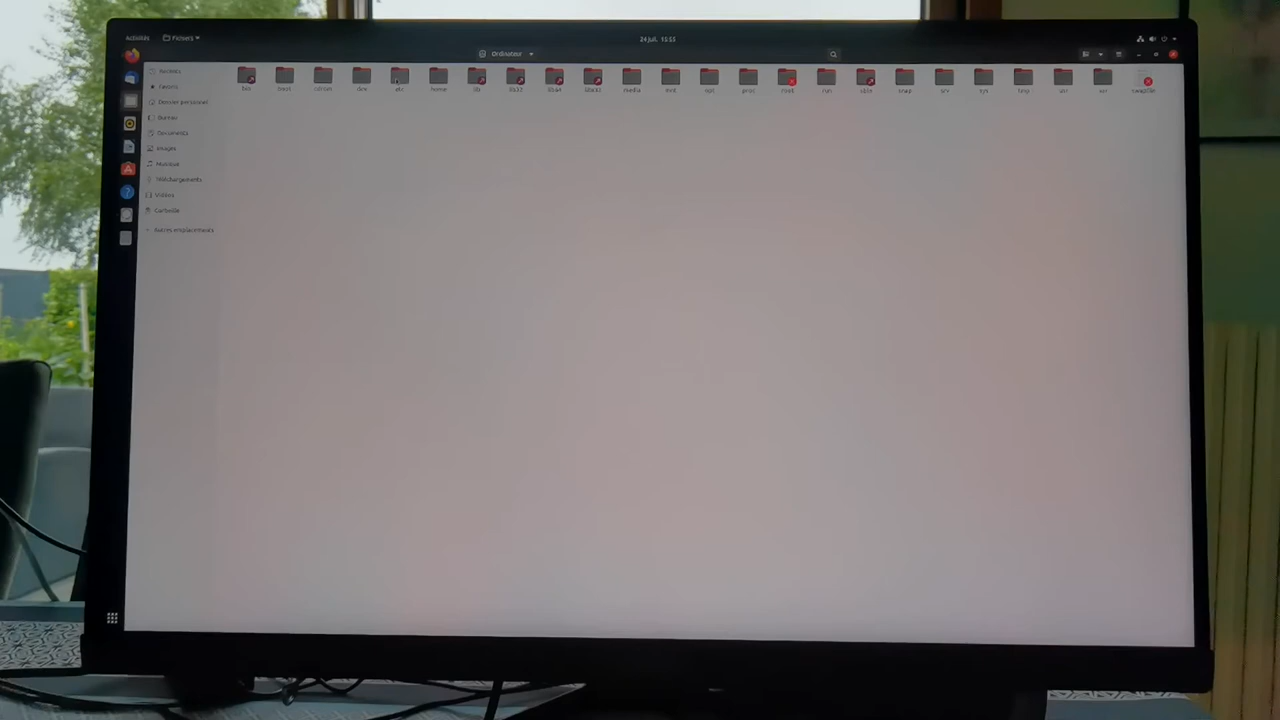 Activités Fichiers 24 juil. 15:53
Ordinateur
Récents
Favoris
Dossier personnel
Bureau
Documents
Images
Musique
Téléchargements
Vidéos
Corbeille
Autres emplacements
bin boot cdrom dev etc home lib lib32 lib64 libx32 media mnt opt proc root run sbin snap srv sys tmp usr var swapfile